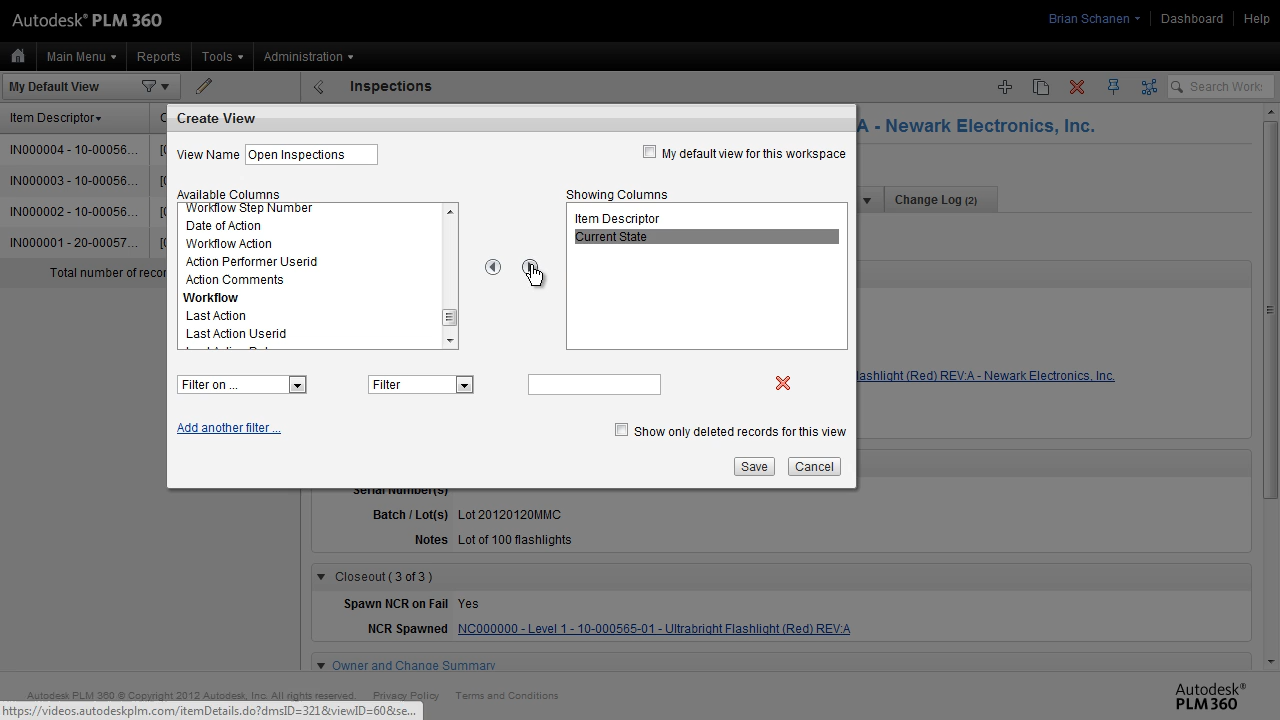 Autodesk® PLM 360
Brian Schanen
Dashboard
Help
Main Menu
Reports
Tools
Administration
My Default View
Inspections
Search Work
Item Descriptor
A - Newark Electronics, Inc.
IN000004 - 10-00056...
IN000003 - 10-00056...
IN000002 - 10-00056...
IN000001 - 20-00057...
Total number of recor
Change Log (2)
Create View
View Name
Open Inspections
My default view for this workspace
Available Columns
Workflow Step Number
Date of Action
Workflow Action
Action Performer Userid
Action Comments
Workflow
Last Action
Last Action Userid
Showing Columns
Item Descriptor
Current State
Filter on ...
Filter
Add another filter ...
Show only deleted records for this view
Save
Cancel
lashlight (Red) REV:A - Newark Electronics, Inc.
Serial Number(s)
Batch / Lot(s) Lot 20120120MMC
Notes Lot of 100 flashlights
Closeout ( 3 of 3 )
Spawn NCR on Fail Yes
NCR Spawned NC000000 - Level 1 - 10-000565-01 - Ultrabright Flashlight (Red) REV:A
Owner and Change Summary
Autodesk PLM 360 © Copyright 2012 Autodesk, Inc. All rights reserved.
Privacy Policy
Terms and Conditions
Autodesk®
PLM 360
https://videos.autodeskplm.com/itemDetails.do?dmsID=321&viewID=60&se...